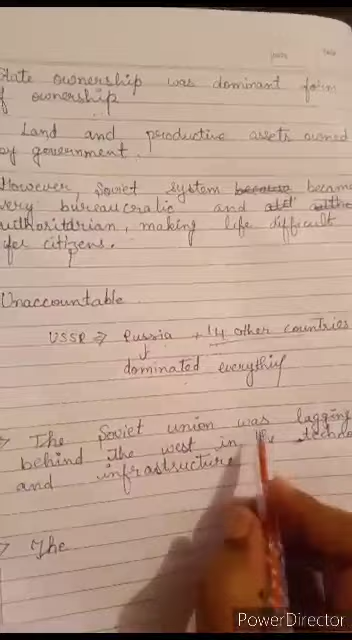 State ownership was dominant form
of ownership
Land and productive assets owned
by government.
However, Soviet system became
very bureaucratic and
authoritarian, making life difficult
for citizens.
Unaccountable
USSR ⇒ Russia + 14 other countries
↓
dominated everything
→ The Soviet union was lagging
behind the west in the techno
and infrastructure
→ The
PowerDirector